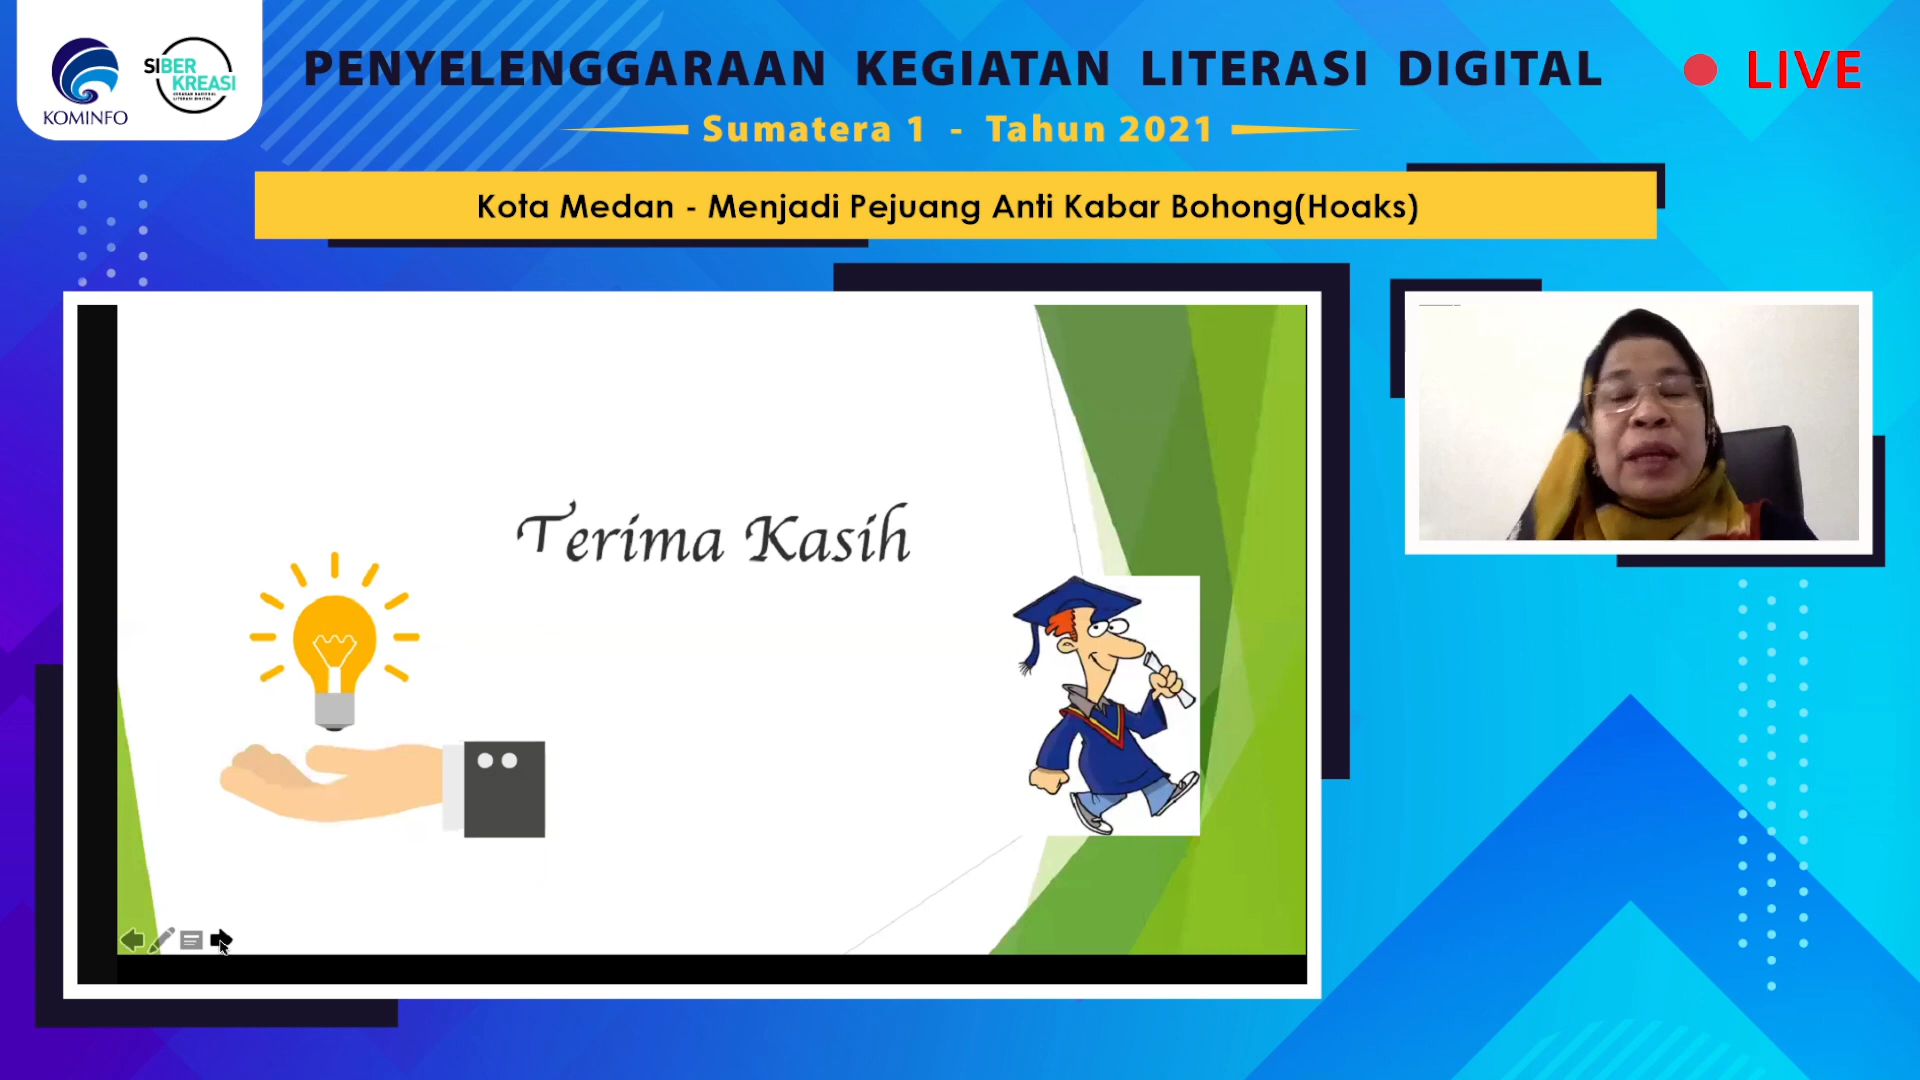 KOMINFO
SIBER
KREASI
PENYELENGGARAAN KEGIATAN LITERASI DIGITAL
LIVE
Sumatera 1 - Tahun 2021
Kota Medan - Menjadi Pejuang Anti Kabar Bohong(Hoaks)
Terima Kasih